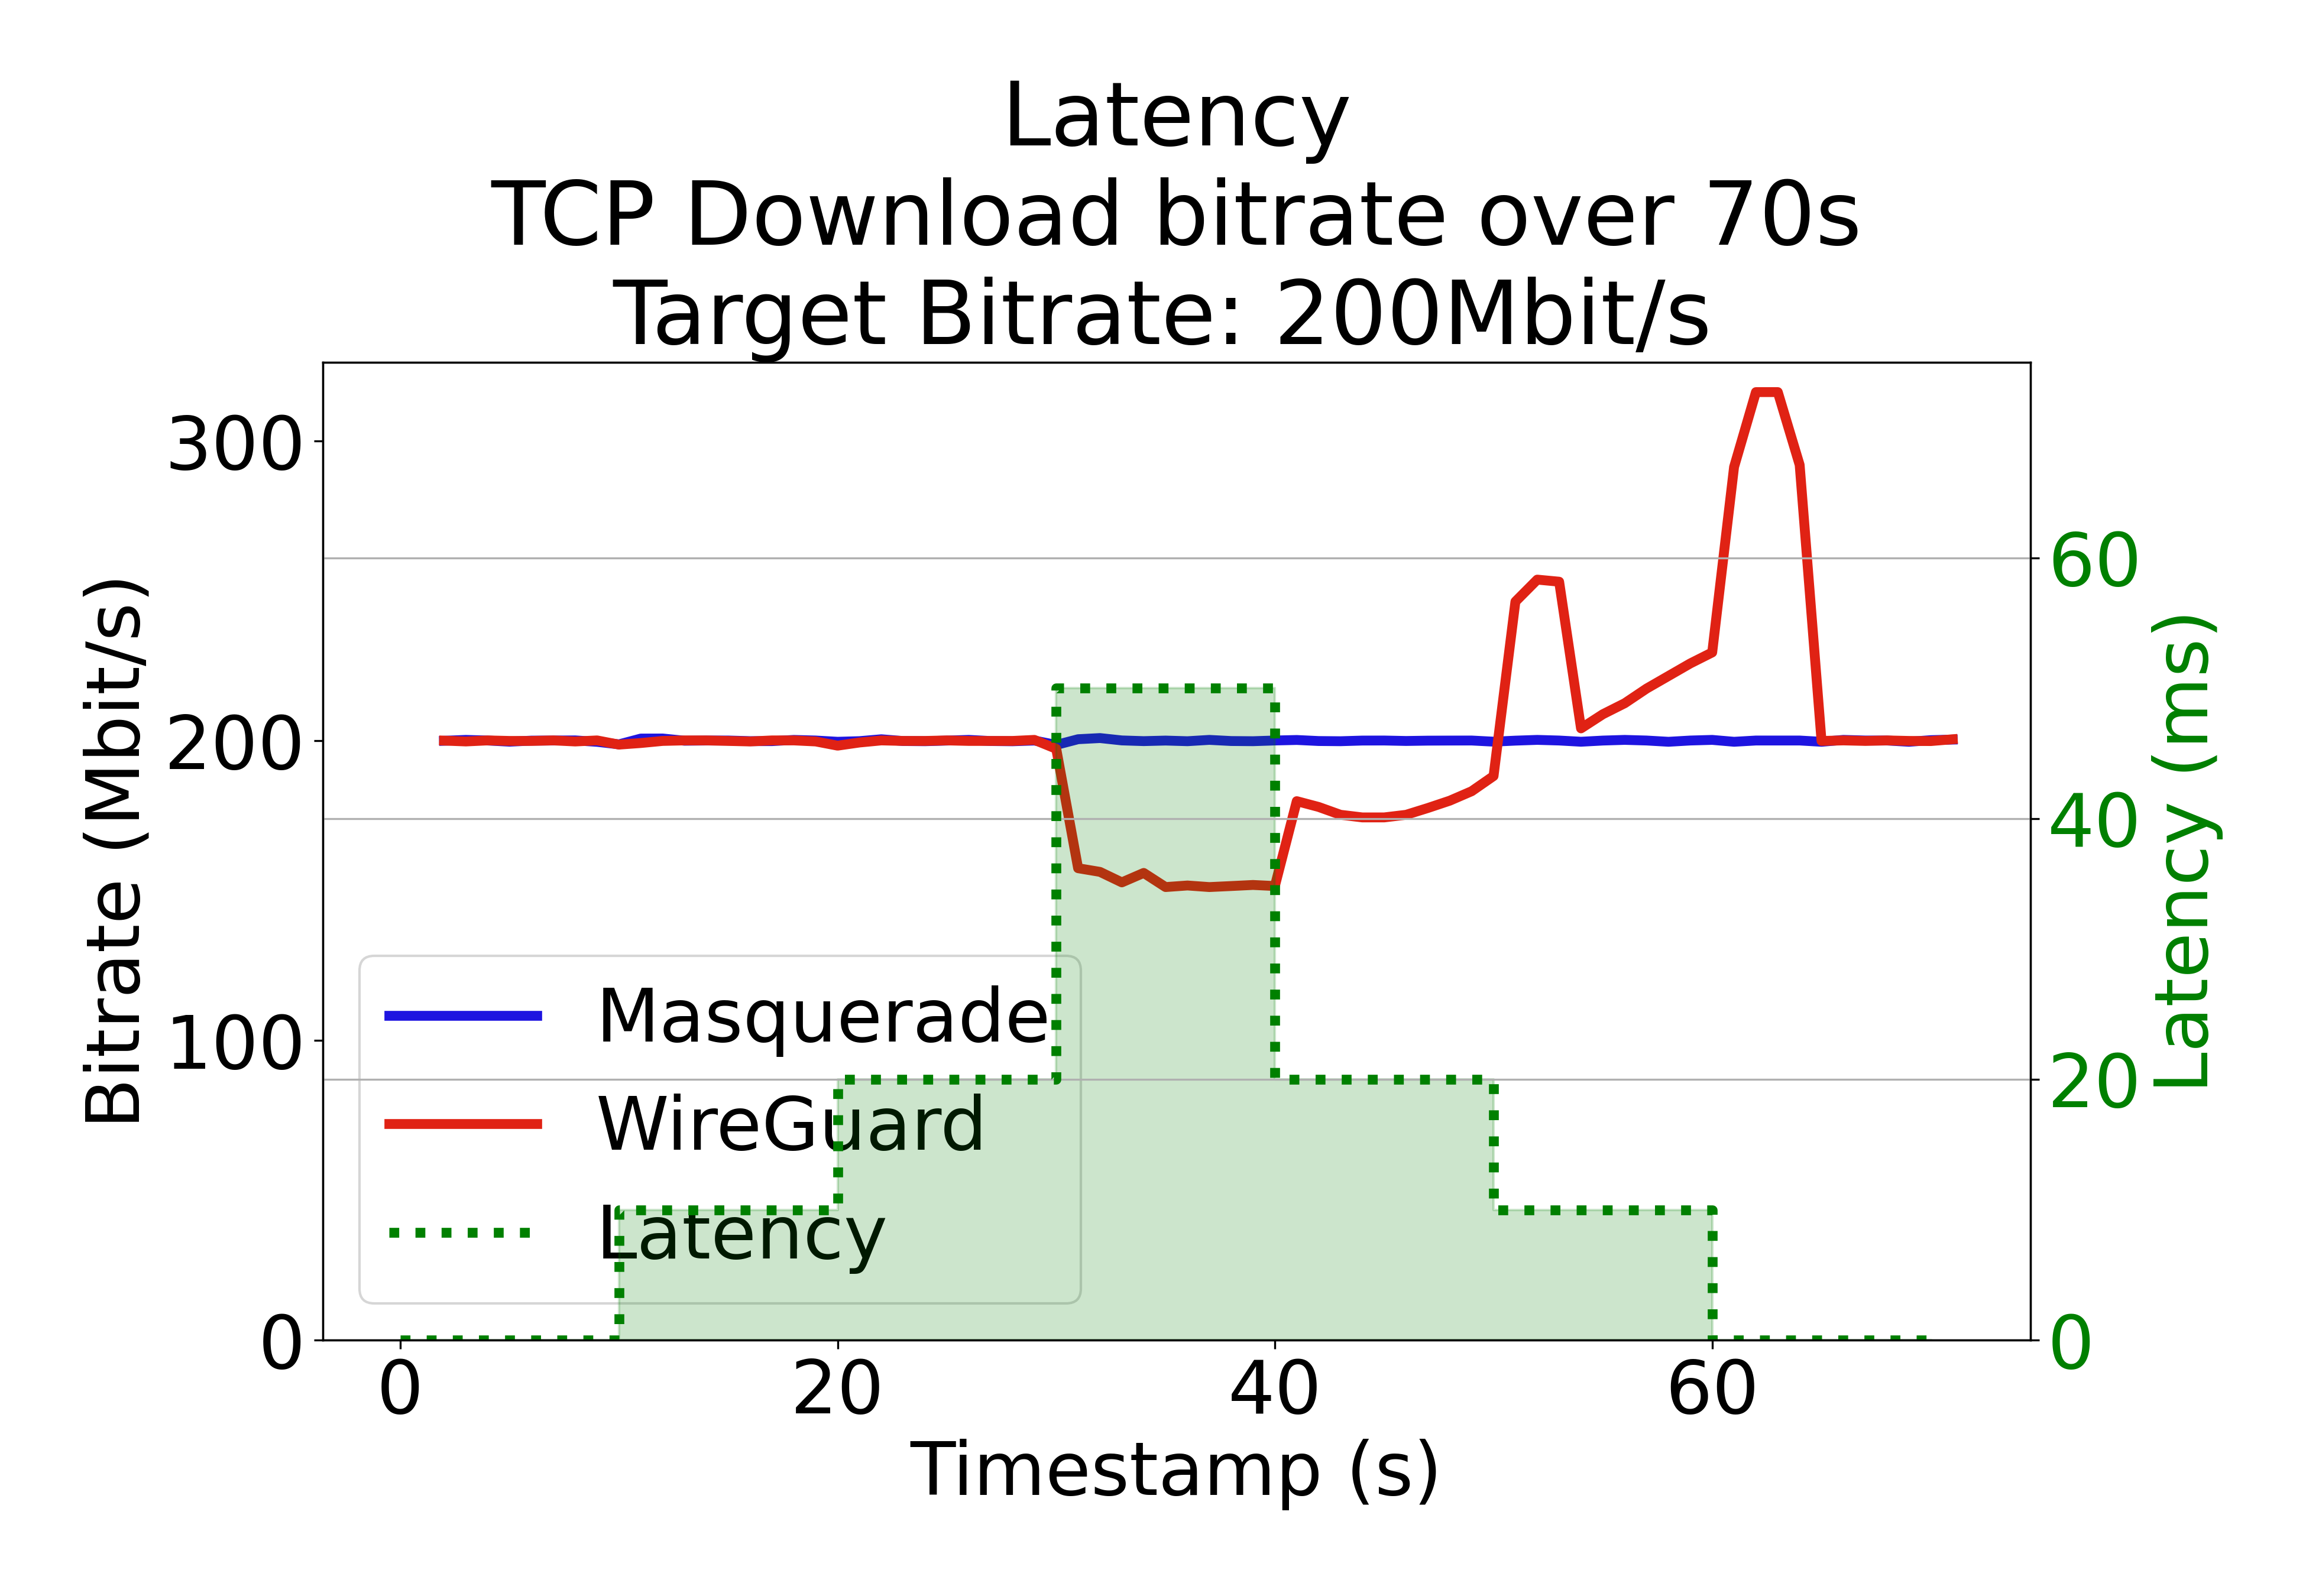 Latency
TCP Download bitrate over 70s
Target Bitrate: 200Mbit/s
Bitrate (Mbit/s)
300
200
100
0
Masquerade
WireGuard
Latency
60
40
20
0
Latency (ms)
0 20 40 60
Timestamp (s)